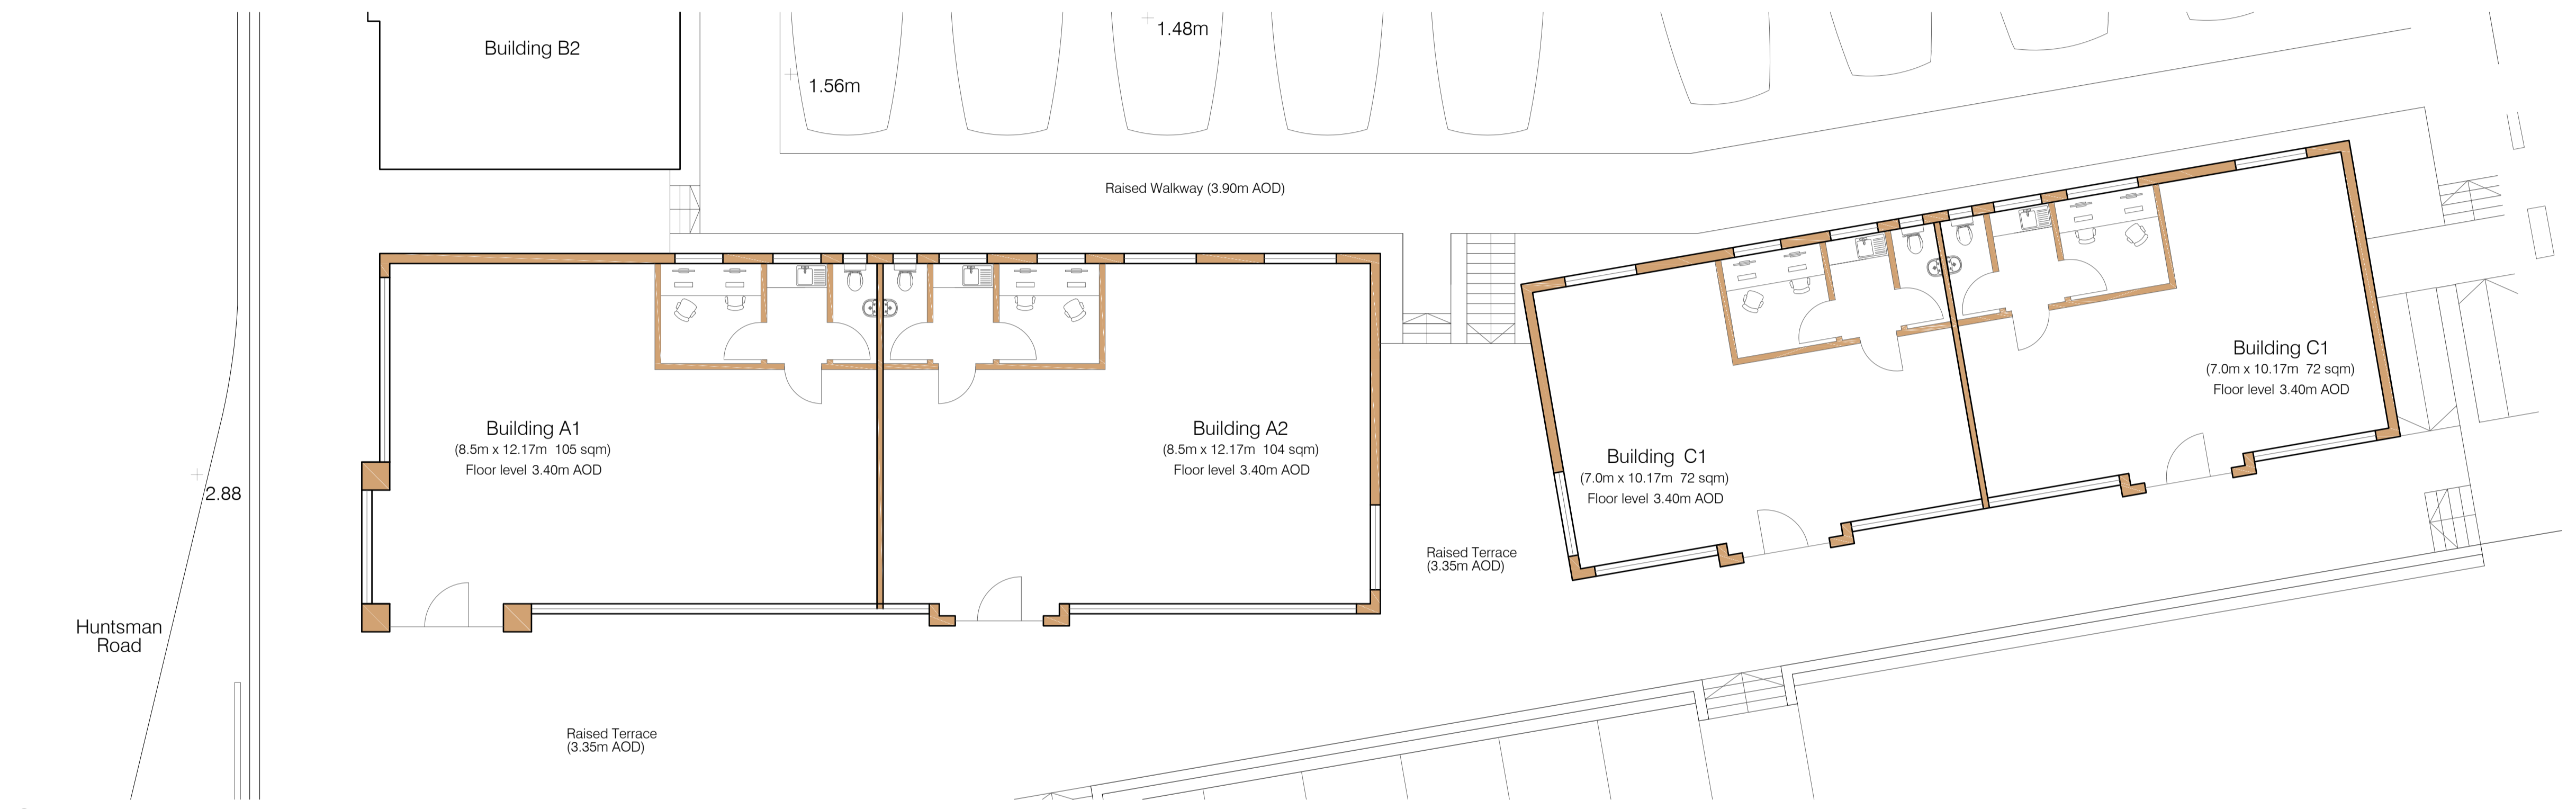 Building B2
1.48m
1.56m
Raised Walkway (3.90m AOD)
Building A1
(8.5m x 12.17m 105 sqm)
Floor level 3.40m AOD
Building A2
(8.5m x 12.17m 104 sqm)
Floor level 3.40m AOD
Building C1
(7.0m x 10.17m 72 sqm)
Floor level 3.40m AOD
Building C1
(7.0m x 10.17m 72 sqm)
Floor level 3.40m AOD
2.88
Raised Terrace
(3.35m AOD)
Huntsman
Road
Raised Terrace
(3.35m AOD)